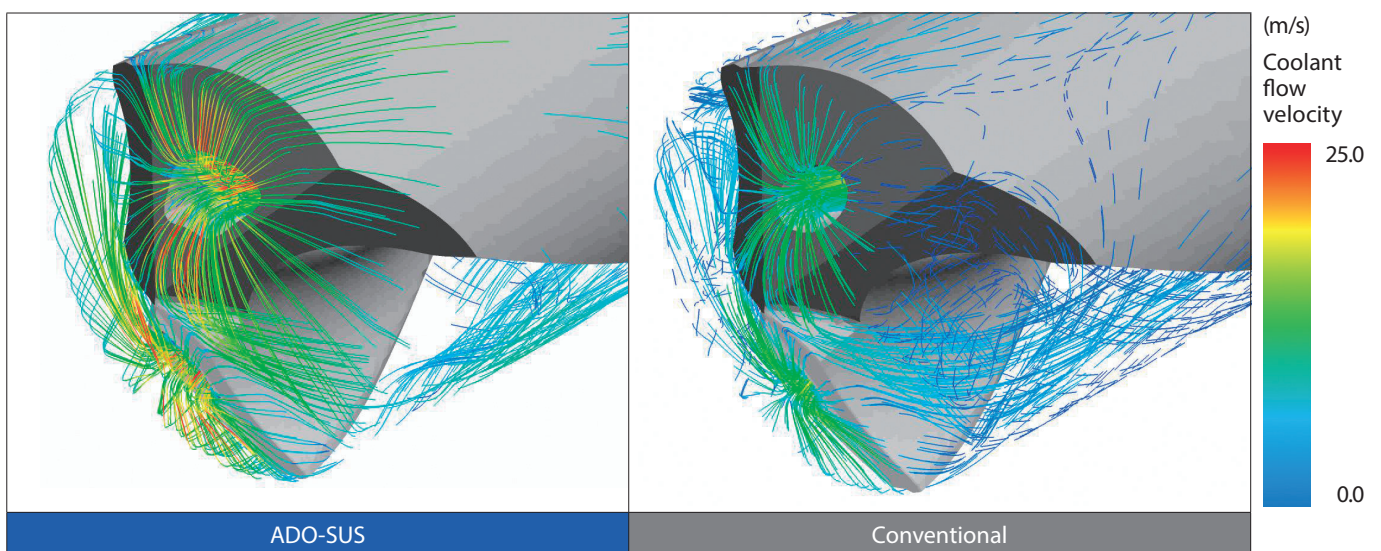 (m/s)
Coolant
flow
velocity
25.0
0.0
ADO-SUS
Conventional